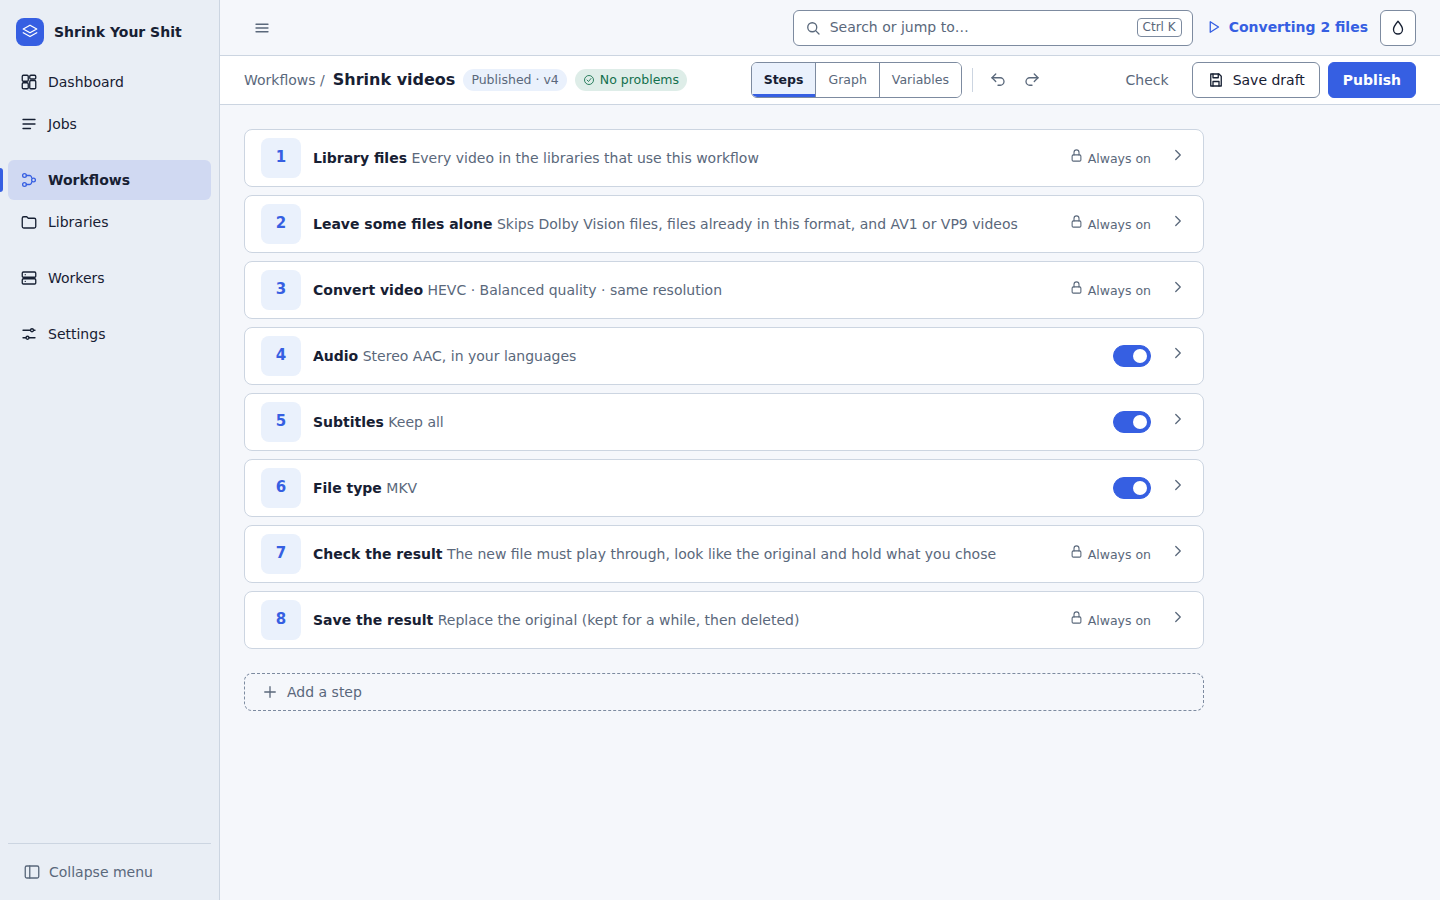 Shrink Your Shit
Search or jump to... Ctrl K
Converting 2 files
Dashboard
Jobs
Workflows
Libraries
Workers
Settings
Collapse menu
Workflows / Shrink videos Published · v4 No problems
Steps Graph Variables
Check Save draft Publish
1 Library files Every video in the libraries that use this workflow Always on
2 Leave some files alone Skips Dolby Vision files, files already in this format, and AV1 or VP9 videos Always on
3 Convert video HEVC · Balanced quality · same resolution Always on
4 Audio Stereo AAC, in your languages
5 Subtitles Keep all
6 File type MKV
7 Check the result The new file must play through, look like the original and hold what you chose Always on
8 Save the result Replace the original (kept for a while, then deleted) Always on
Add a step